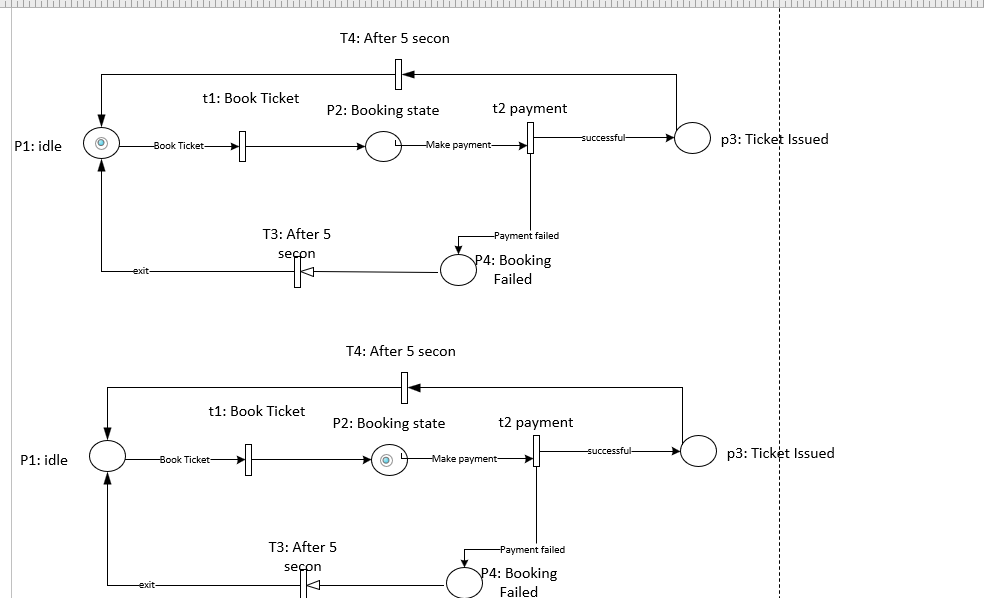 T4: After 5 secon
t1: Book Ticket
P2: Booking state
t2 payment
P1: idle
Book Ticket
Make payment
successful
p3: Ticket Issued
T3: After 5
secon
Payment failed
exit
P4: Booking
Failed
T4: After 5 secon
t1: Book Ticket
P2: Booking state
t2 payment
P1: idle
Book Ticket
Make payment
successful
p3: Ticket Issued
T3: After 5
secon
Payment failed
exit
P4: Booking
Failed